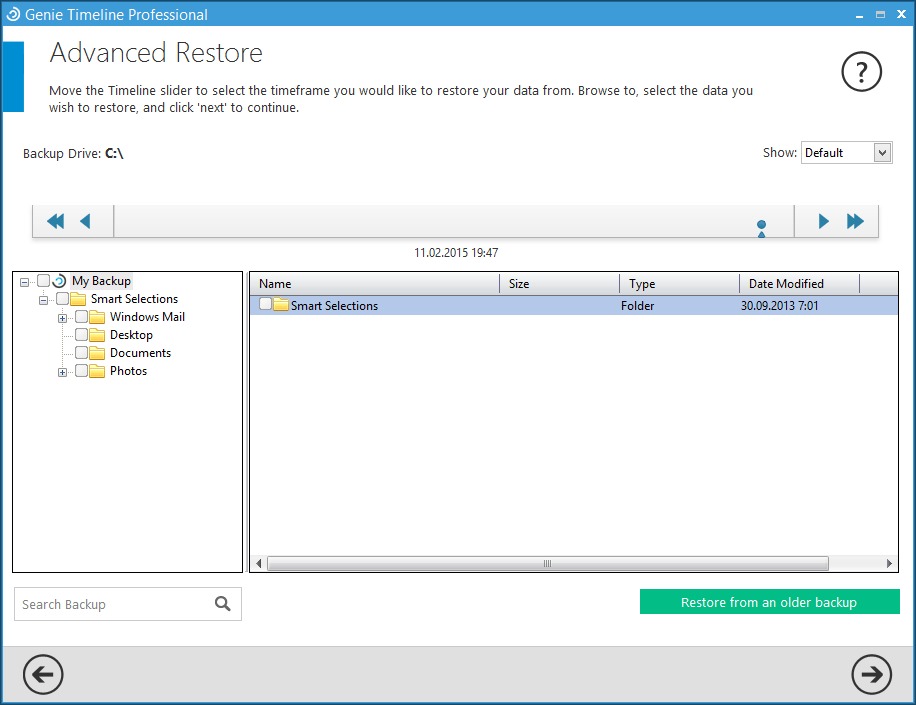 Genie Timeline Professional
Advanced Restore
Move the Timeline slider to select the timeframe you would like to restore your data from. Browse to, select the data you
wish to restore, and click 'next' to continue.
?
Backup Drive: C:\
Show: Default
11.02.2015 19:47
My Backup
Smart Selections
Windows Mail
Desktop
Documents
Photos
Name Size Type Date Modified
Smart Selections Folder 30.09.2013 7:01
Search Backup
Restore from an older backup